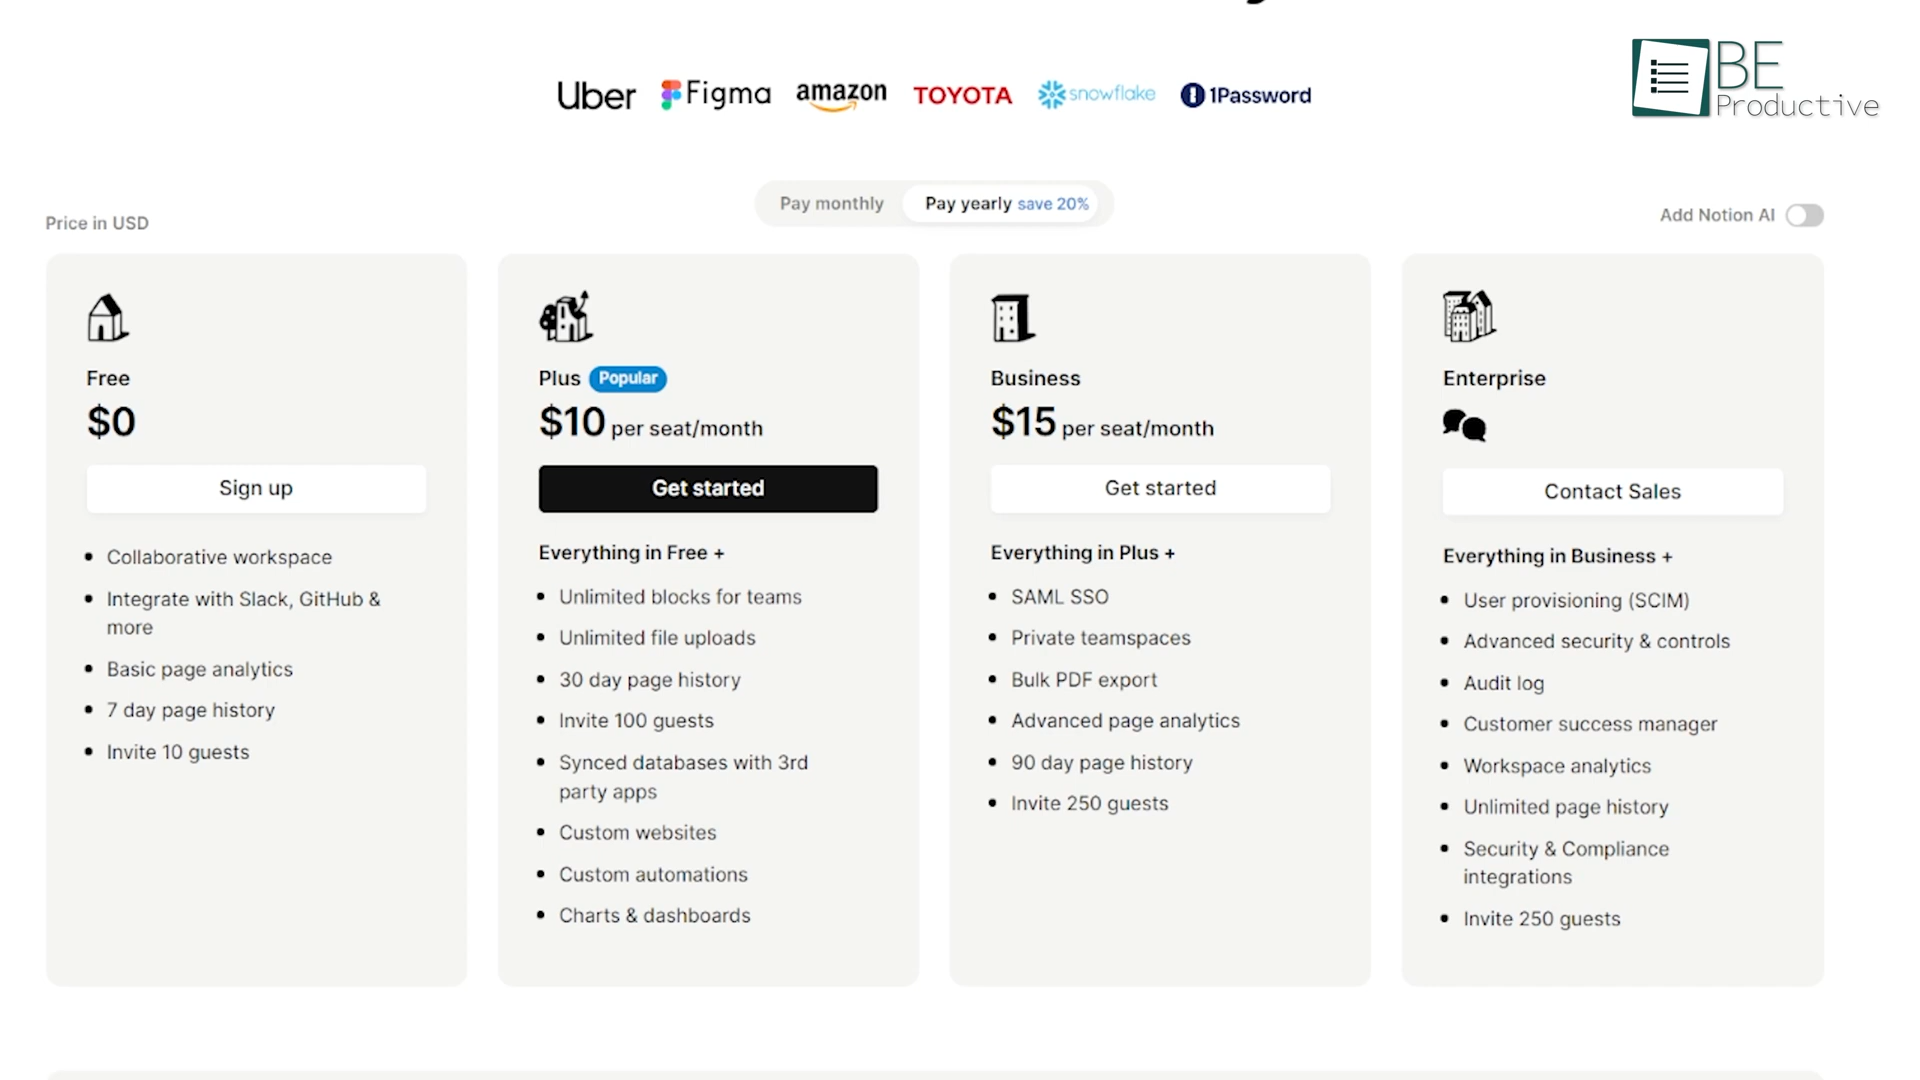 Uber Figma amazon TOYOTA snowflake 1Password
BE
Productive
Pay monthly Pay yearly save 20%
Price in USD
Add Notion AI
Free
$0
Sign up
Collaborative workspace
Integrate with Slack, GitHub &
more
Basic page analytics
7 day page history
Invite 10 guests
Plus Popular
$10 per seat/month
Get started
Everything in Free +
Unlimited blocks for teams
Unlimited file uploads
30 day page history
Invite 100 guests
Synced databases with 3rd
party apps
Custom websites
Custom automations
Charts & dashboards
Business
$15 per seat/month
Get started
Everything in Plus +
SAML SSO
Private teamspaces
Bulk PDF export
Advanced page analytics
90 day page history
Invite 250 guests
Enterprise
Contact Sales
Everything in Business +
User provisioning (SCIM)
Advanced security & controls
Audit log
Customer success manager
Workspace analytics
Unlimited page history
Security & Compliance
integrations
Invite 250 guests